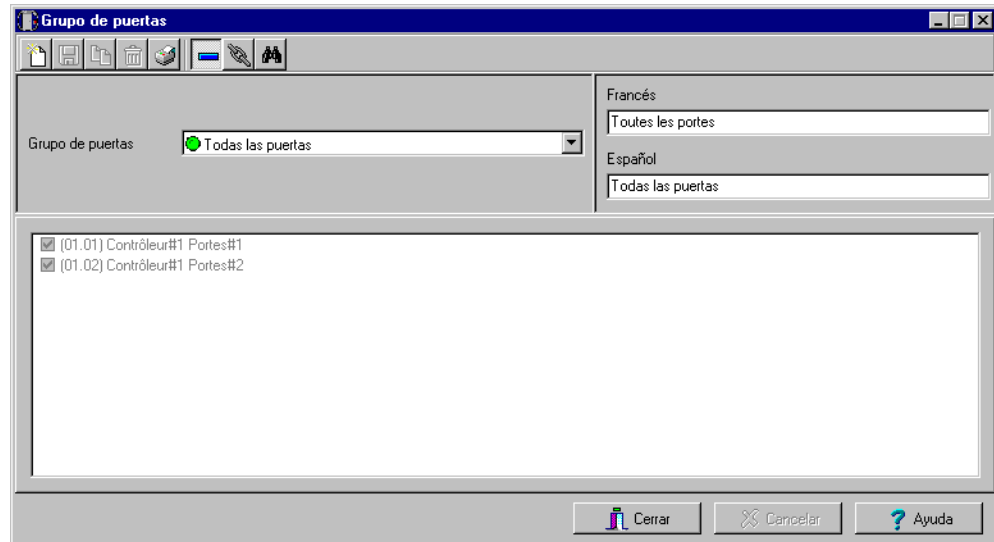 Grupo de puertas
Francés
Toutes les portes
Grupo de puertas
Todas las puertas
Español
Todas las puertas
(01.01) Contrôleur#1 Portes#1
(01.02) Contrôleur#1 Portes#2
Cerrar
Cancelar
Ayuda